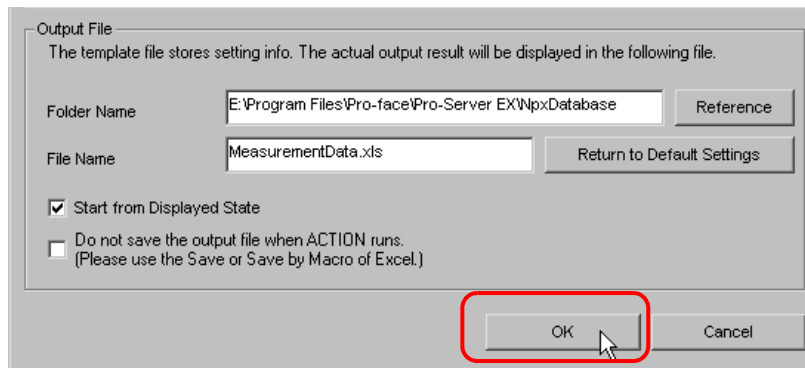 Output File
The template file stores setting info. The actual output result will be displayed in the following file.
Folder Name
E:\Program Files\Pro-face\Pro-Server EX\NpxDatabase
Reference
File Name
MeasurementData.xls
Return to Default Settings
Start from Displayed State
Do not save the output file when ACTION runs.
(Please use the Save or Save by Macro of Excel.)
OK
Cancel